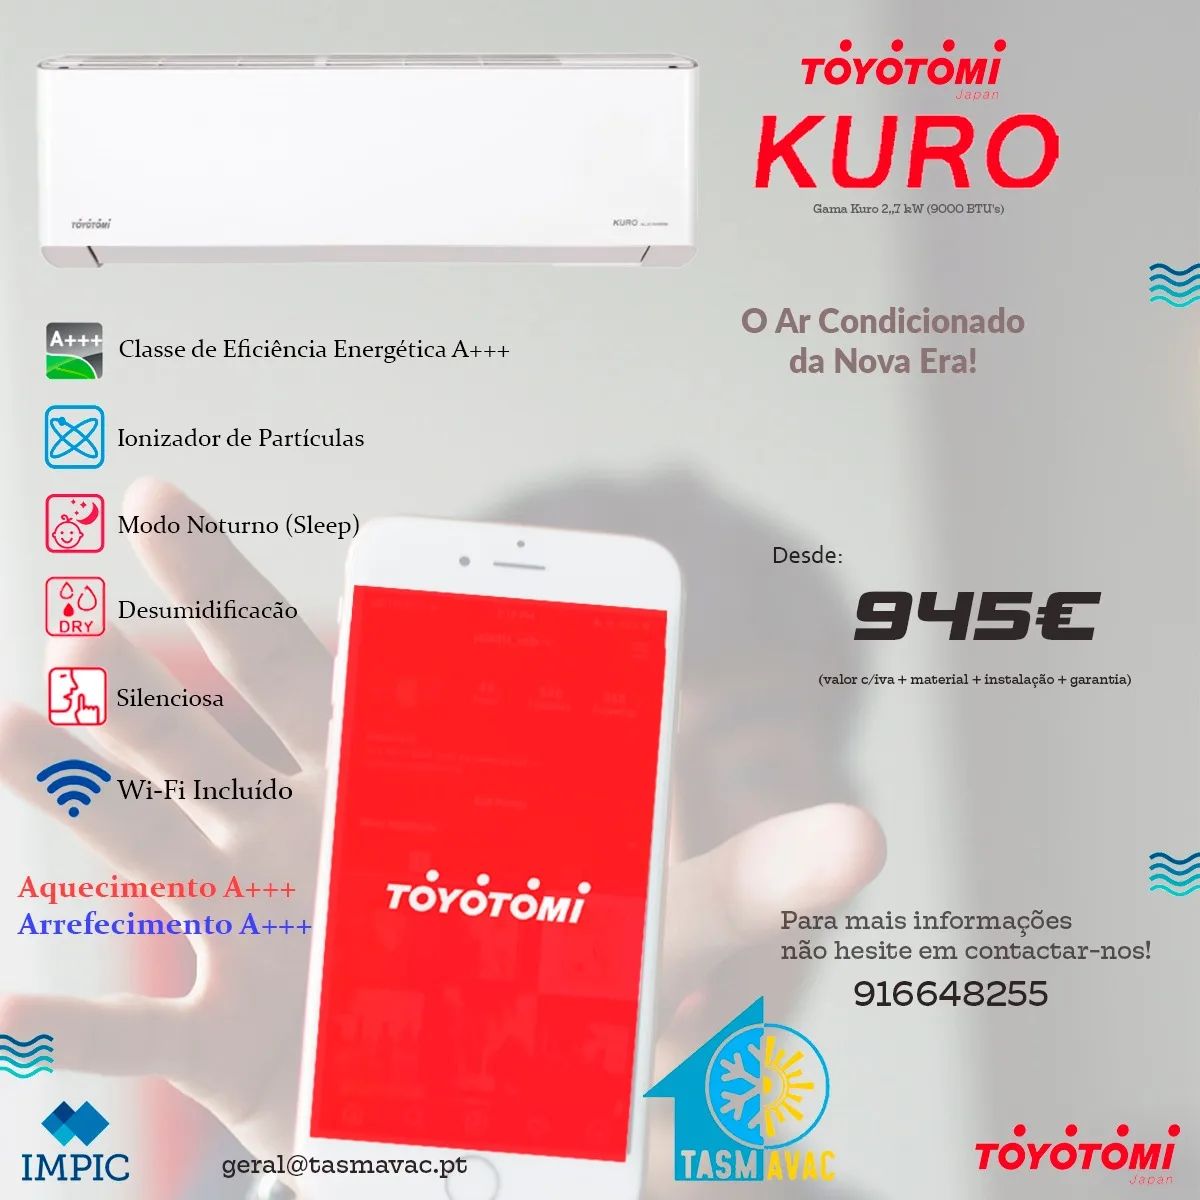 TOYOTOMI
Japan
KURO
Gama Kuro 2,,7 kW (9000 BTU's)
TOYOTOMI
KURO
O Ar Condicionado
da Nova Era!
A+++
Classe de Eficiência Energética A+++
Ionizador de Partículas
Modo Noturno (Sleep)
DRY
Desumidificacão
Silenciosa
Wi-Fi Incluído
Aquecimento A+++
Arrefecimento A+++
TOYOTOMI
Desde:
945€
(valor c/iva + material + instalação + garantia)
Para mais informações
não hesite em contactar-nos!
916648255
IMPIC
geral@tasmavac.pt
TASMAVAC
TOYOTOMI
Japan